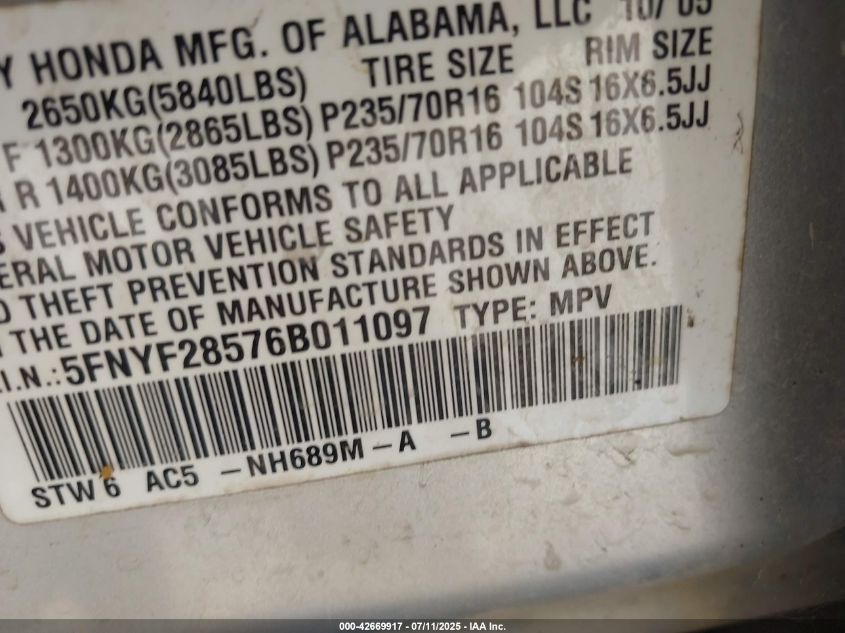 Y HONDA MFG. OF ALABAMA, LLC 10/05
2650KG(5840LBS) TIRE SIZE RIM SIZE
F 1300KG(2865LBS) P235/70R16 104S 16X6.5JJ
R 1400KG(3085LBS) P235/70R16 104S 16X6.5JJ
S VEHICLE CONFORMS TO ALL APPLICABLE
ERAL MOTOR VEHICLE SAFETY
D THEFT PREVENTION STANDARDS IN EFFECT
THE DATE OF MANUFACTURE SHOWN ABOVE.
.I.N.:5FNYF28576B011097 TYPE: MPV
STW 6 AC5 -NH689M-A -B
000-42669917 - 07/11/2025 - IAA Inc.